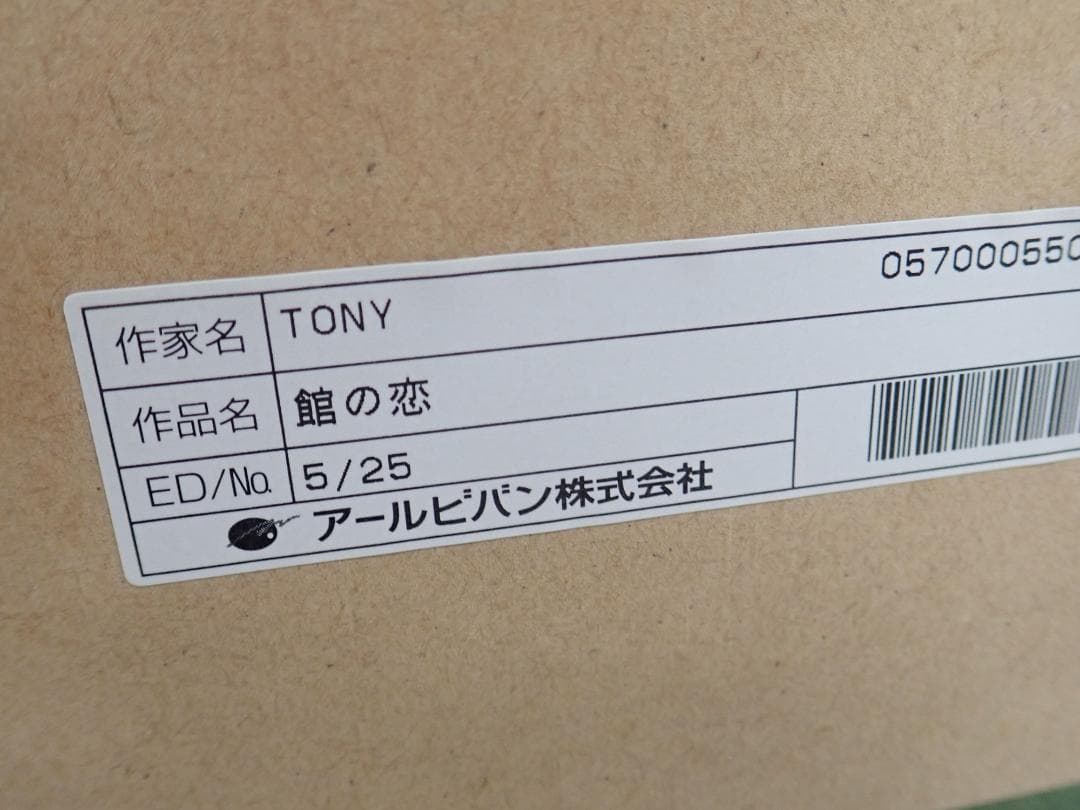 作家名 TONY 057000550
作品名 館の恋
ED/No. 5/25
アールビバン株式会社